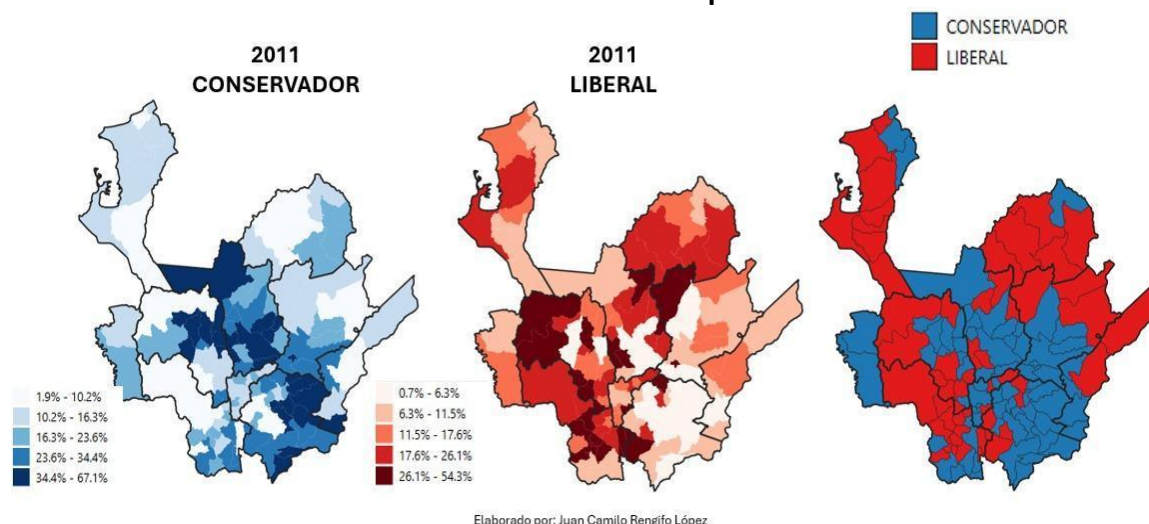 CONSERVADOR
LIBERAL
2011
CONSERVADOR
2011
LIBERAL
1.9% - 10.2%
10.2% - 16.3%
16.3% - 23.6%
23.6% - 34.4%
34.4% - 67.1%
0.7% - 6.3%
6.3% - 11.5%
11.5% - 17.6%
17.6% - 26.1%
26.1% - 54.3%
Elaborado por: Juan Camilo Rengifo López